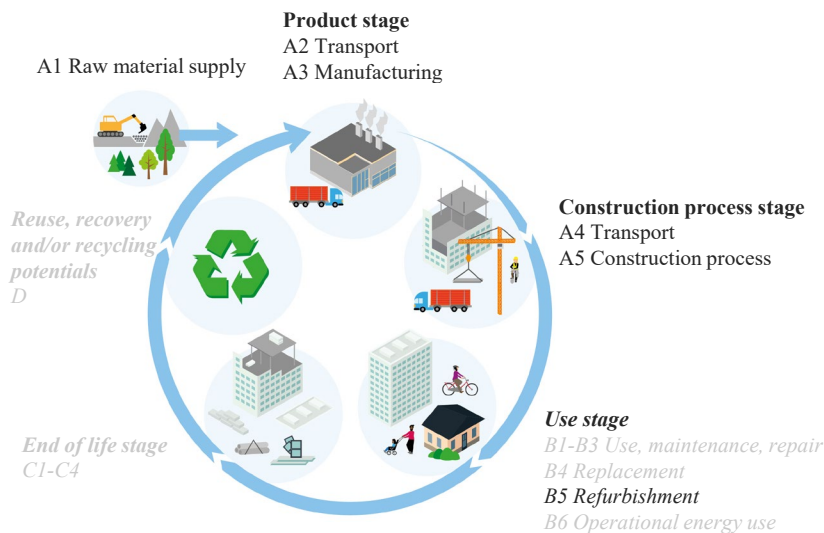 Product stage
A2 Transport
A3 Manufacturing
A1 Raw material supply
Construction process stage
A4 Transport
A5 Construction process
Reuse, recovery
and/or recycling
potentials
D
Use stage
B1-B3 Use, maintenance, repair
B4 Replacement
B5 Refurbishment
B6 Operational energy use
End of life stage
C1-C4